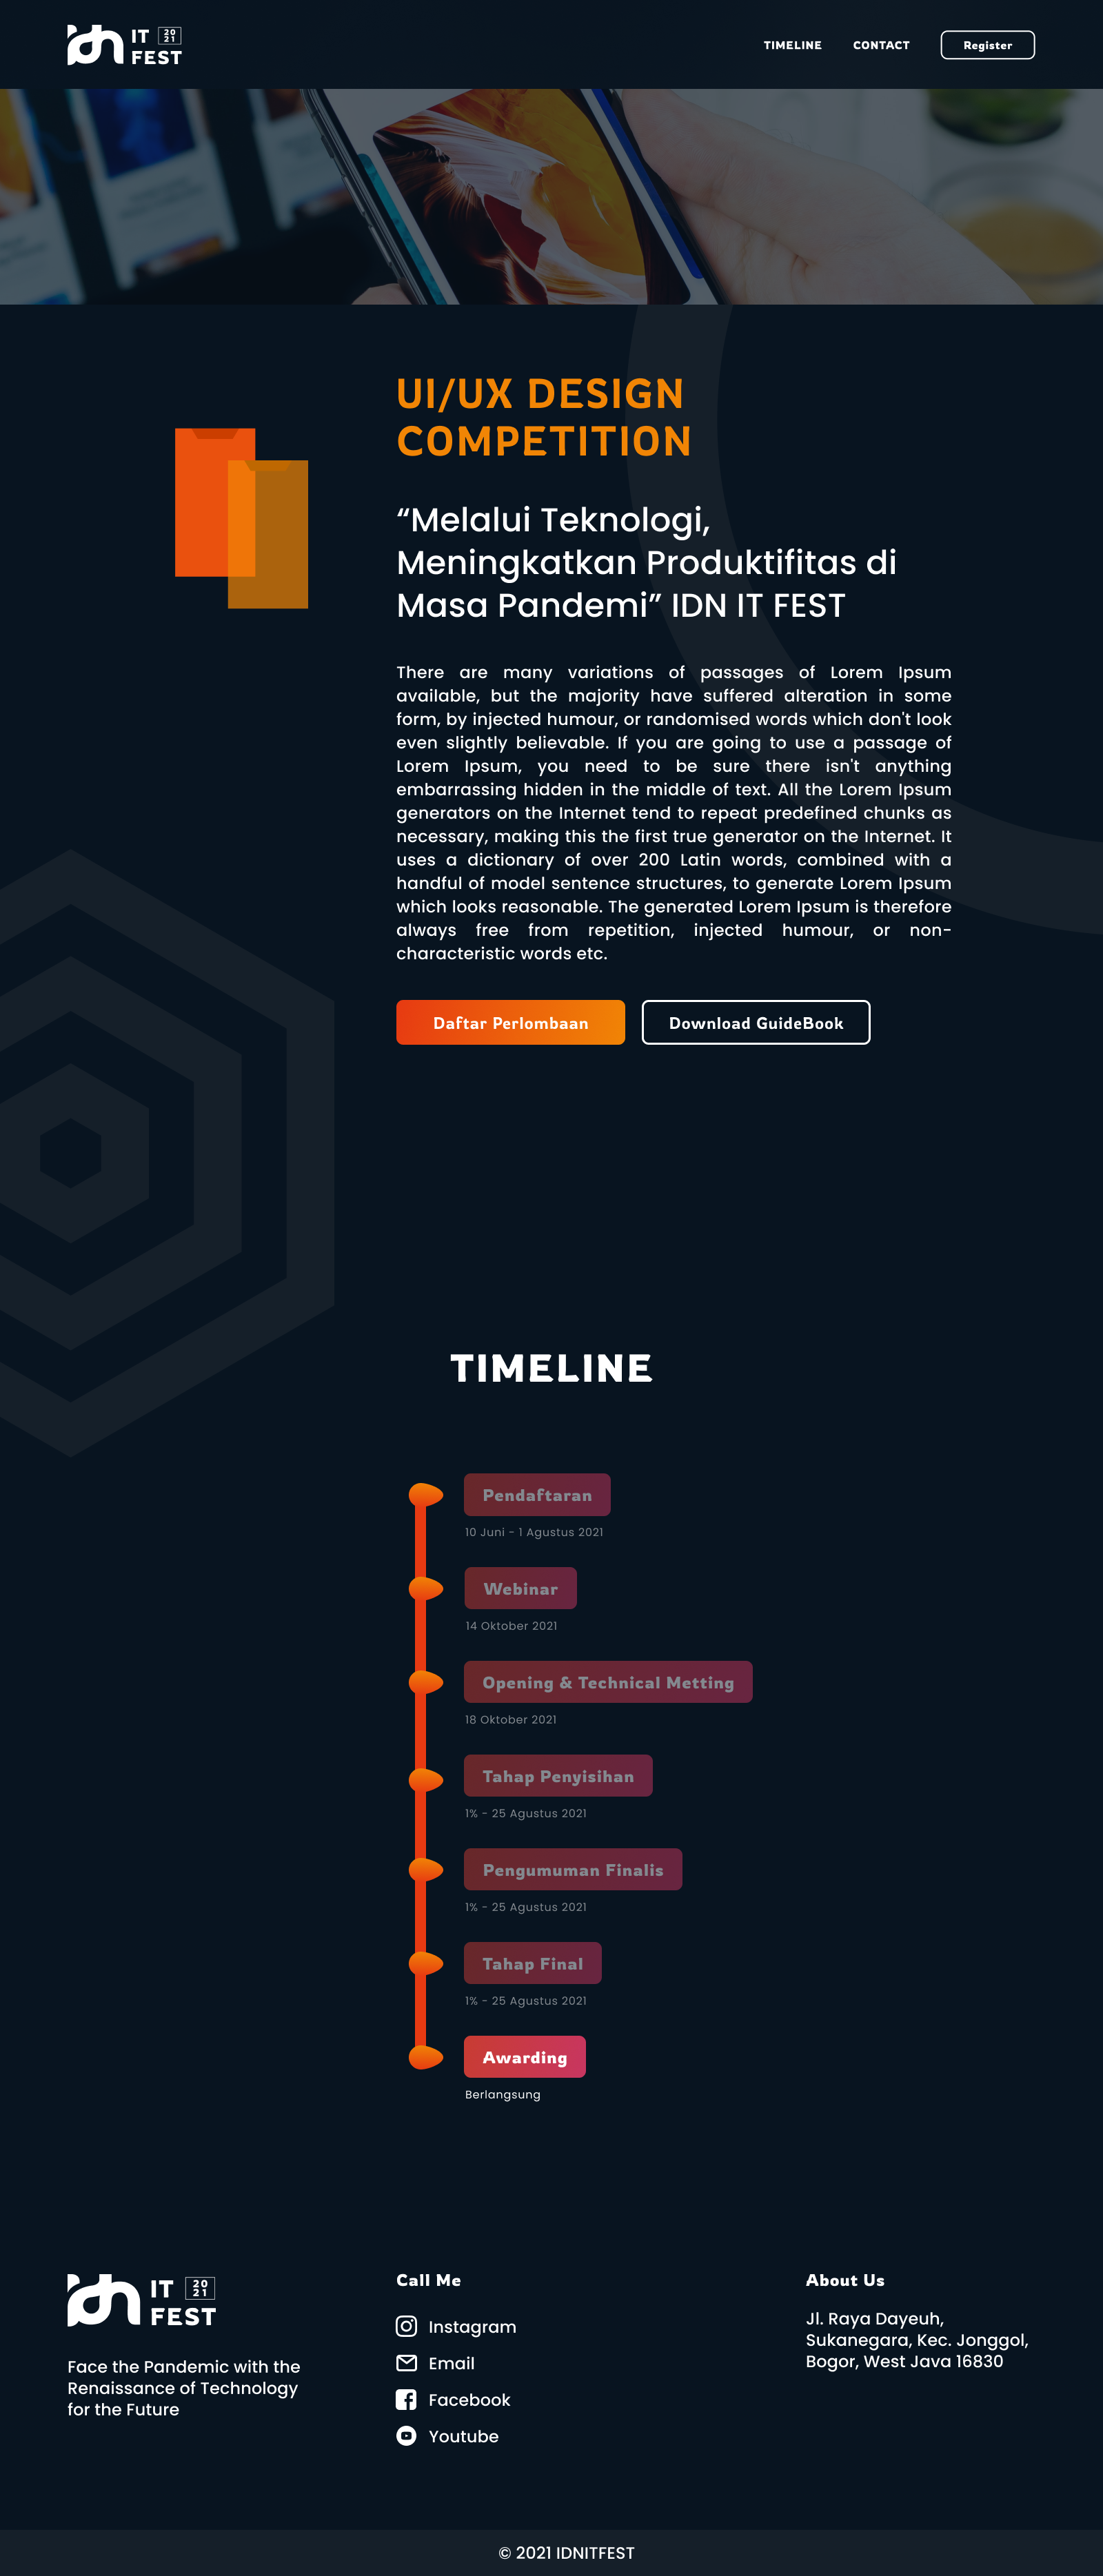 IT 2021
FEST
TIMELINE
CONTACT
Register
UI/UX DESIGN
COMPETITION
“Melalui Teknologi,
Meningkatkan Produktifitas di
Masa Pandemi” IDN IT FEST
There are many variations of passages of Lorem Ipsum
available, but the majority have suffered alteration in some
form, by injected humour, or randomised words which don't look
even slightly believable. If you are going to use a passage of
Lorem Ipsum, you need to be sure there isn't anything
embarrassing hidden in the middle of text. All the Lorem Ipsum
generators on the Internet tend to repeat predefined chunks as
necessary, making this the first true generator on the Internet. It
uses a dictionary of over 200 Latin words, combined with a
handful of model sentence structures, to generate Lorem Ipsum
which looks reasonable. The generated Lorem Ipsum is therefore
always free from repetition, injected humour, or non-
characteristic words etc.
Daftar Perlombaan
Download GuideBook
TIMELINE
Pendaftaran
10 Juni - 1 Agustus 2021
Webinar
14 Oktober 2021
Opening & Technical Metting
18 Oktober 2021
Tahap Penyisihan
1% - 25 Agustus 2021
Pengumuman Finalis
1% - 25 Agustus 2021
Tahap Final
1% - 25 Agustus 2021
Awarding
Berlangsung
IT 2021
FEST
Face the Pandemic with the
Renaissance of Technology
for the Future
Call Me
Instagram
Email
Facebook
Youtube
About Us
Jl. Raya Dayeuh,
Sukanegara, Kec. Jonggol,
Bogor, West Java 16830
© 2021 IDNITFEST